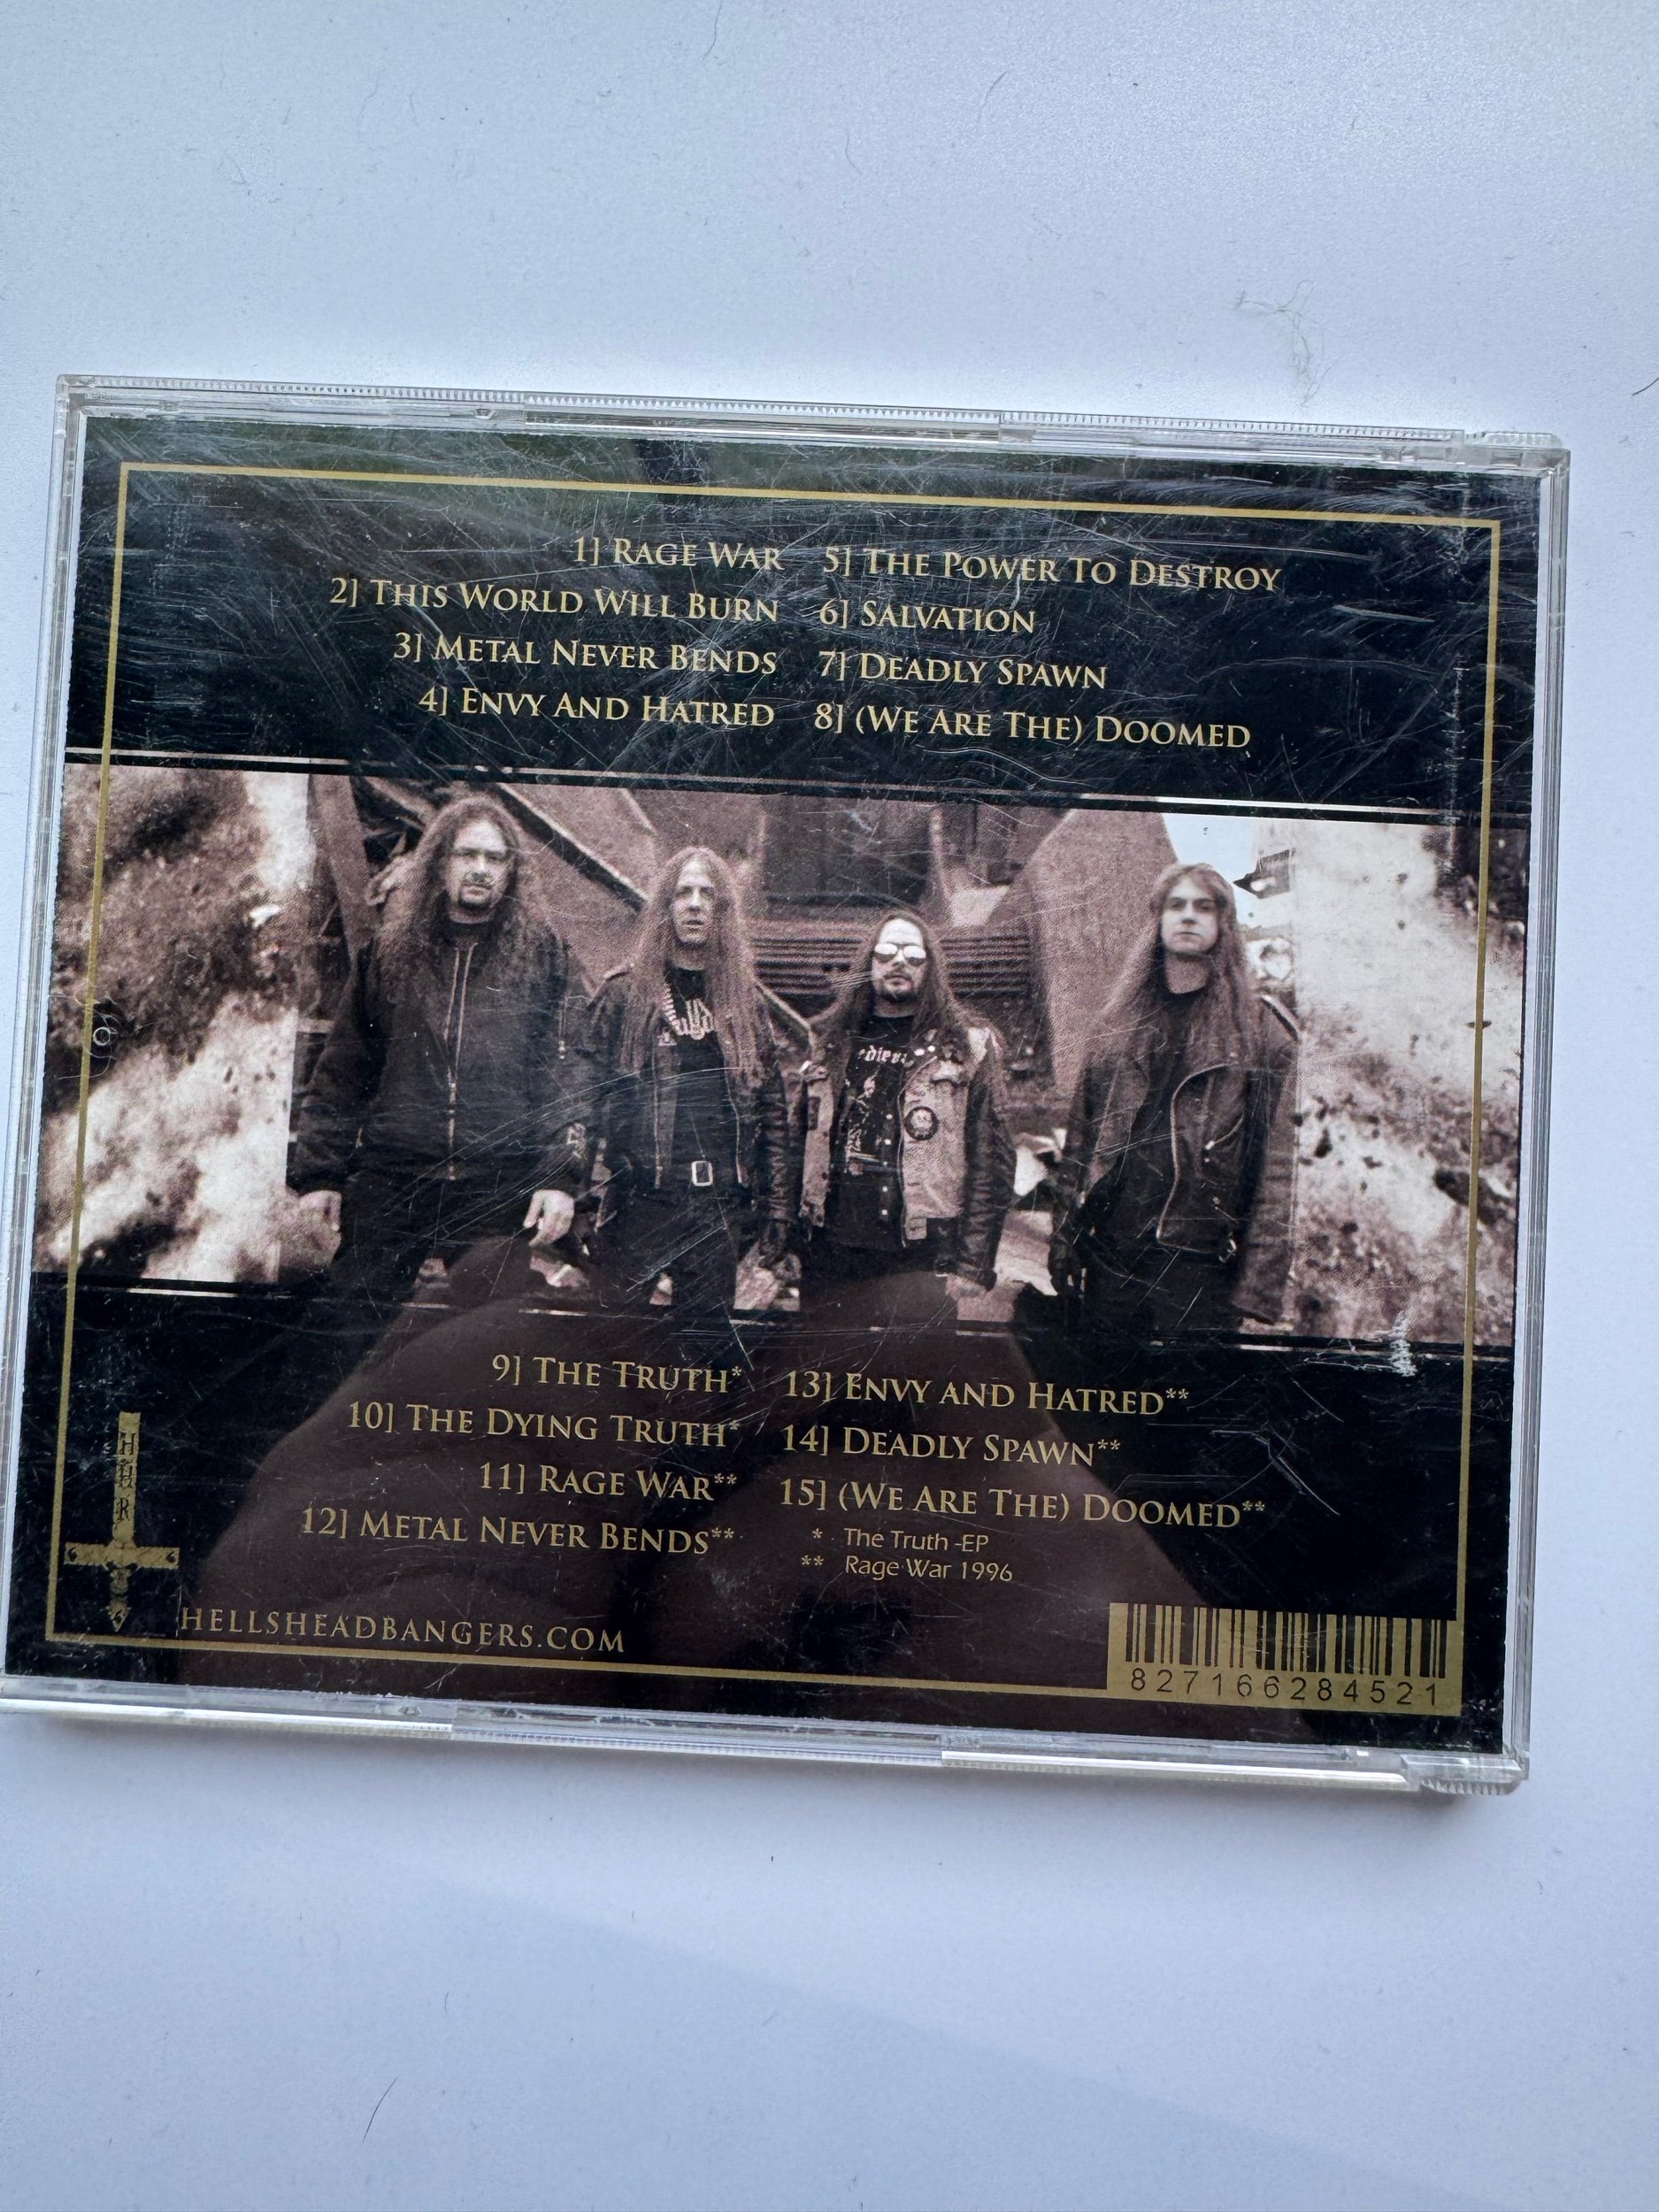 1] RAGE WAR
2] THIS WORLD WILL BURN
3] METAL NEVER BENDS
4] ENVY AND HATRED
5] THE POWER TO DESTROY
6] SALVATION
7] DEADLY SPAWN
8] (WE ARE THE) DOOMED
9] THE TRUTH*
10] THE DYING TRUTH*
11] RAGE WAR**
12] METAL NEVER BENDS**
13] ENVY AND HATRED**
14] DEADLY SPAWN**
15] (WE ARE THE) DOOMED**
* The Truth -EP
** Rage War 1996
HHR
HELLSHEADBANGERS.COM
827166284521